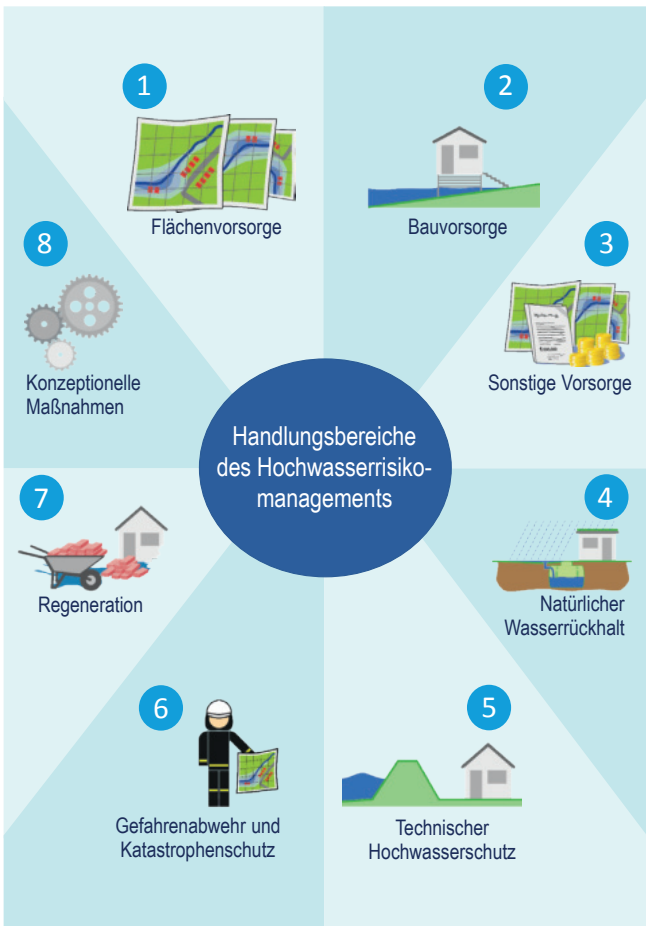 Handlungsbereiche
des Hochwasserrisiko-
managements
1
Flächenvorsorge
2
Bauvorsorge
3
Sonstige Vorsorge
4
Natürlicher
Wasserrückhalt
5
Technischer
Hochwasserschutz
6
Gefahrenabwehr und
Katastrophenschutz
7
Regeneration
8
Konzeptionelle
Maßnahmen